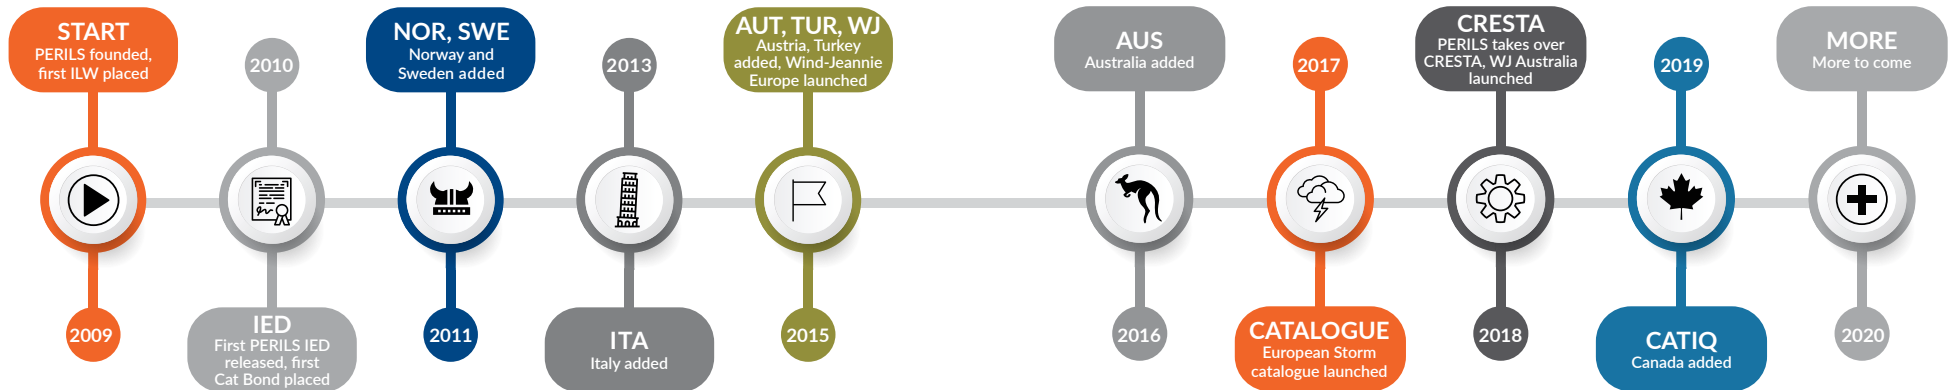 START
PERILS founded,
first ILW placed
2009
2010
IED
First PERILS IED
released, first
Cat Bond placed
NOR, SWE
Norway and
Sweden added
2011
2013
ITA
Italy added
AUT, TUR, WJ
Austria, Turkey
added, Wind-Jeannie
Europe launched
2015
AUS
Australia added
2016
2017
CATALOGUE
European Storm
catalogue launched
CRESTA
PERILS takes over
CRESTA, WJ Australia
launched
2018
2019
CATIQ
Canada added
MORE
More to come
2020